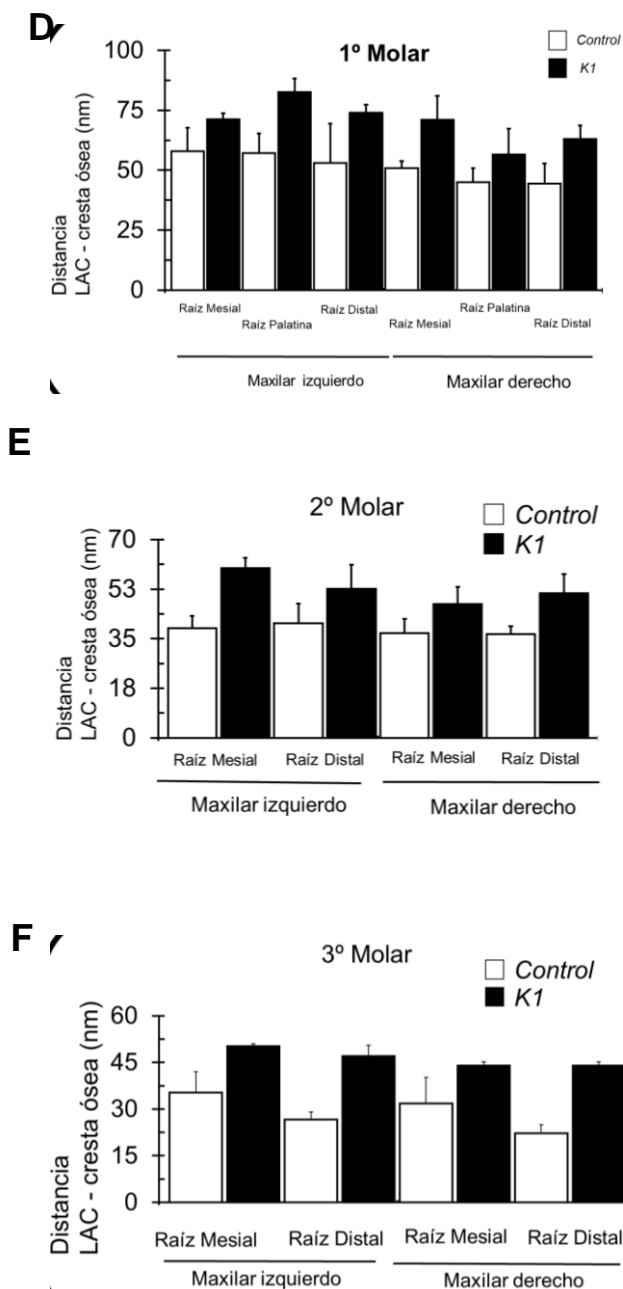 D
1º Molar
Control
K1
100
75
50
25
0
Distancia
LAC - cresta ósea (nm)
Raíz Mesial
Raíz Palatina
Raíz Distal
Raíz Mesial
Raíz Palatina
Raíz Distal
Maxilar izquierdo
Maxilar derecho
E
2º Molar
Control
K1
70
53
35
18
0
Distancia
LAC - cresta ósea (nm)
Raíz Mesial
Raíz Distal
Raíz Mesial
Raíz Distal
Maxilar izquierdo
Maxilar derecho
F
3º Molar
Control
K1
60
45
30
15
0
Distancia
LAC - cresta ósea (nm)
Raíz Mesial
Raíz Distal
Raíz Mesial
Raíz Distal
Maxilar izquierdo
Maxilar derecho